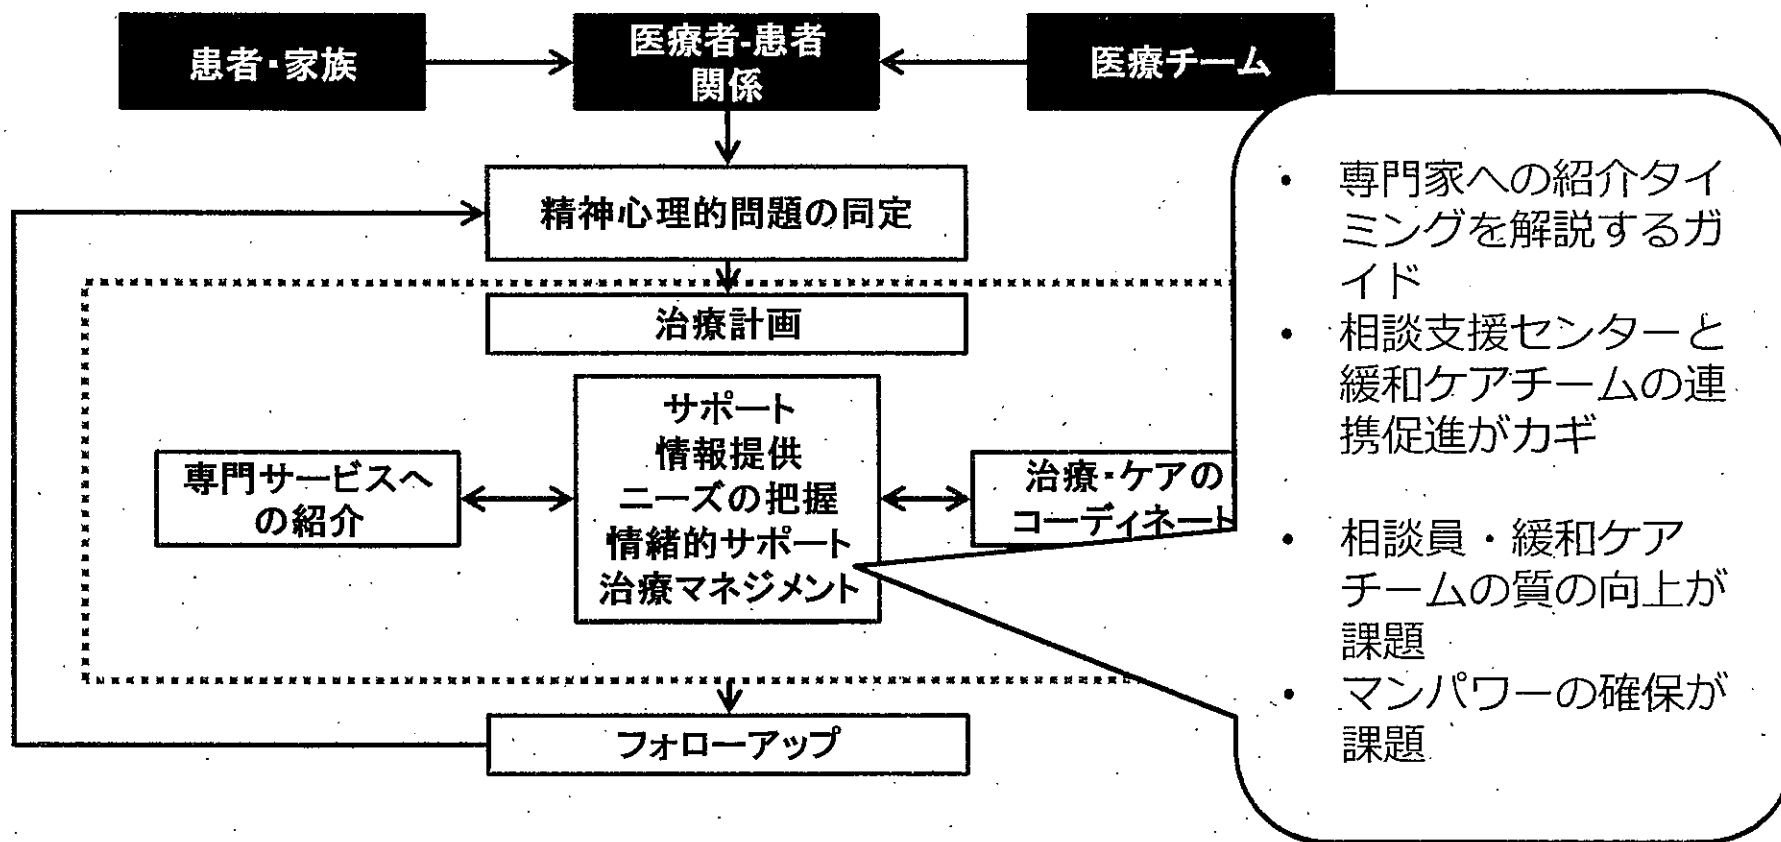 患者・家族
医療者-患者
関係
医療チーム
精神心理的問題の同定
治療計画
専門サービスへ
の紹介
サポート
情報提供
ニーズの把握
情緒的サポート
治療マネジメント
治療・ケアの
コーディネート
フォローアップ
• 専門家への紹介タイ
ミングを解説するガ
イド
• 相談支援センターと
緩和ケアチームの連
携促進がカギ
• 相談員・緩和ケア
チームの質の向上が
課題
• マンパワーの確保が
課題